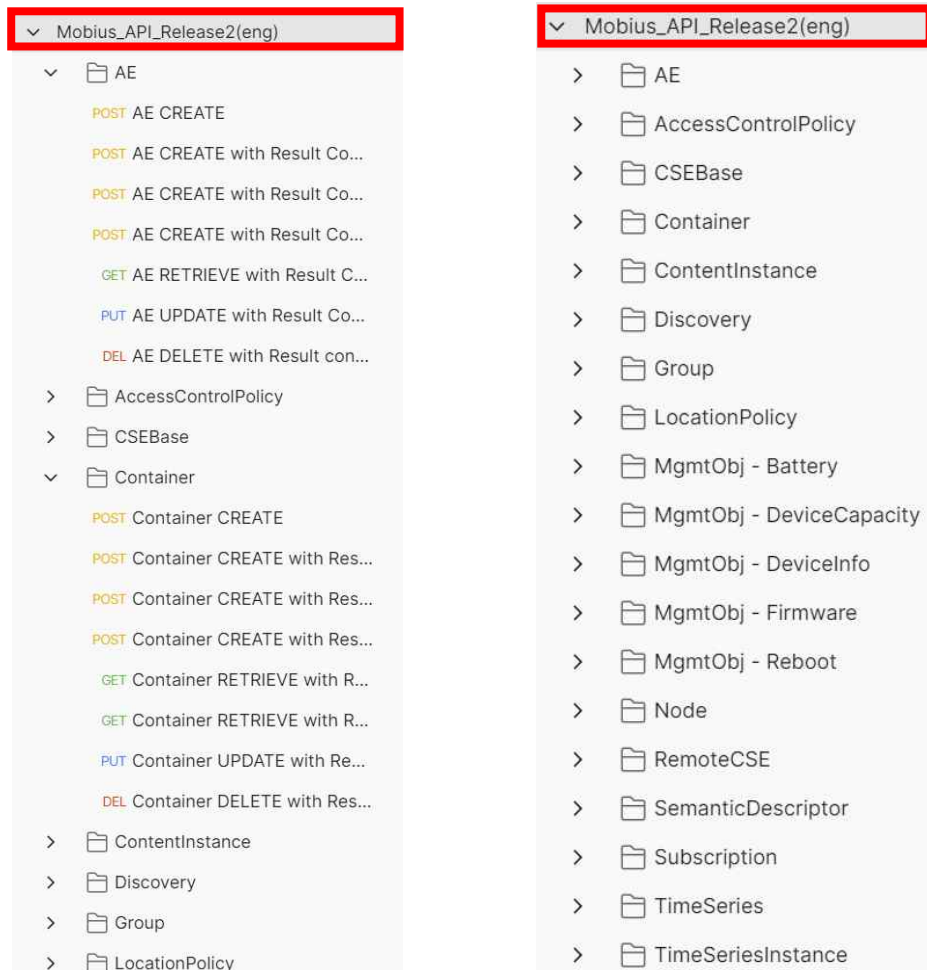 Mobius_API_Release2(eng)
AE
POST AE CREATE
POST AE CREATE with Result Co...
POST AE CREATE with Result Co...
POST AE CREATE with Result Co...
GET AE RETRIEVE with Result C...
PUT AE UPDATE with Result Co...
DEL AE DELETE with Result con...
AccessControlPolicy
CSEBase
Container
POST Container CREATE
POST Container CREATE with Res...
POST Container CREATE with Res...
POST Container CREATE with Res...
GET Container RETRIEVE with R...
GET Container RETRIEVE with R...
PUT Container UPDATE with Re...
DEL Container DELETE with Res...
ContentInstance
Discovery
Group
LocationPolicy
Mobius_API_Release2(eng)
AE
AccessControlPolicy
CSEBase
Container
ContentInstance
Discovery
Group
LocationPolicy
MgmtObj - Battery
MgmtObj - DeviceCapacity
MgmtObj - DeviceInfo
MgmtObj - Firmware
MgmtObj - Reboot
Node
RemoteCSE
SemanticDescriptor
Subscription
TimeSeries
TimeSeriesInstance